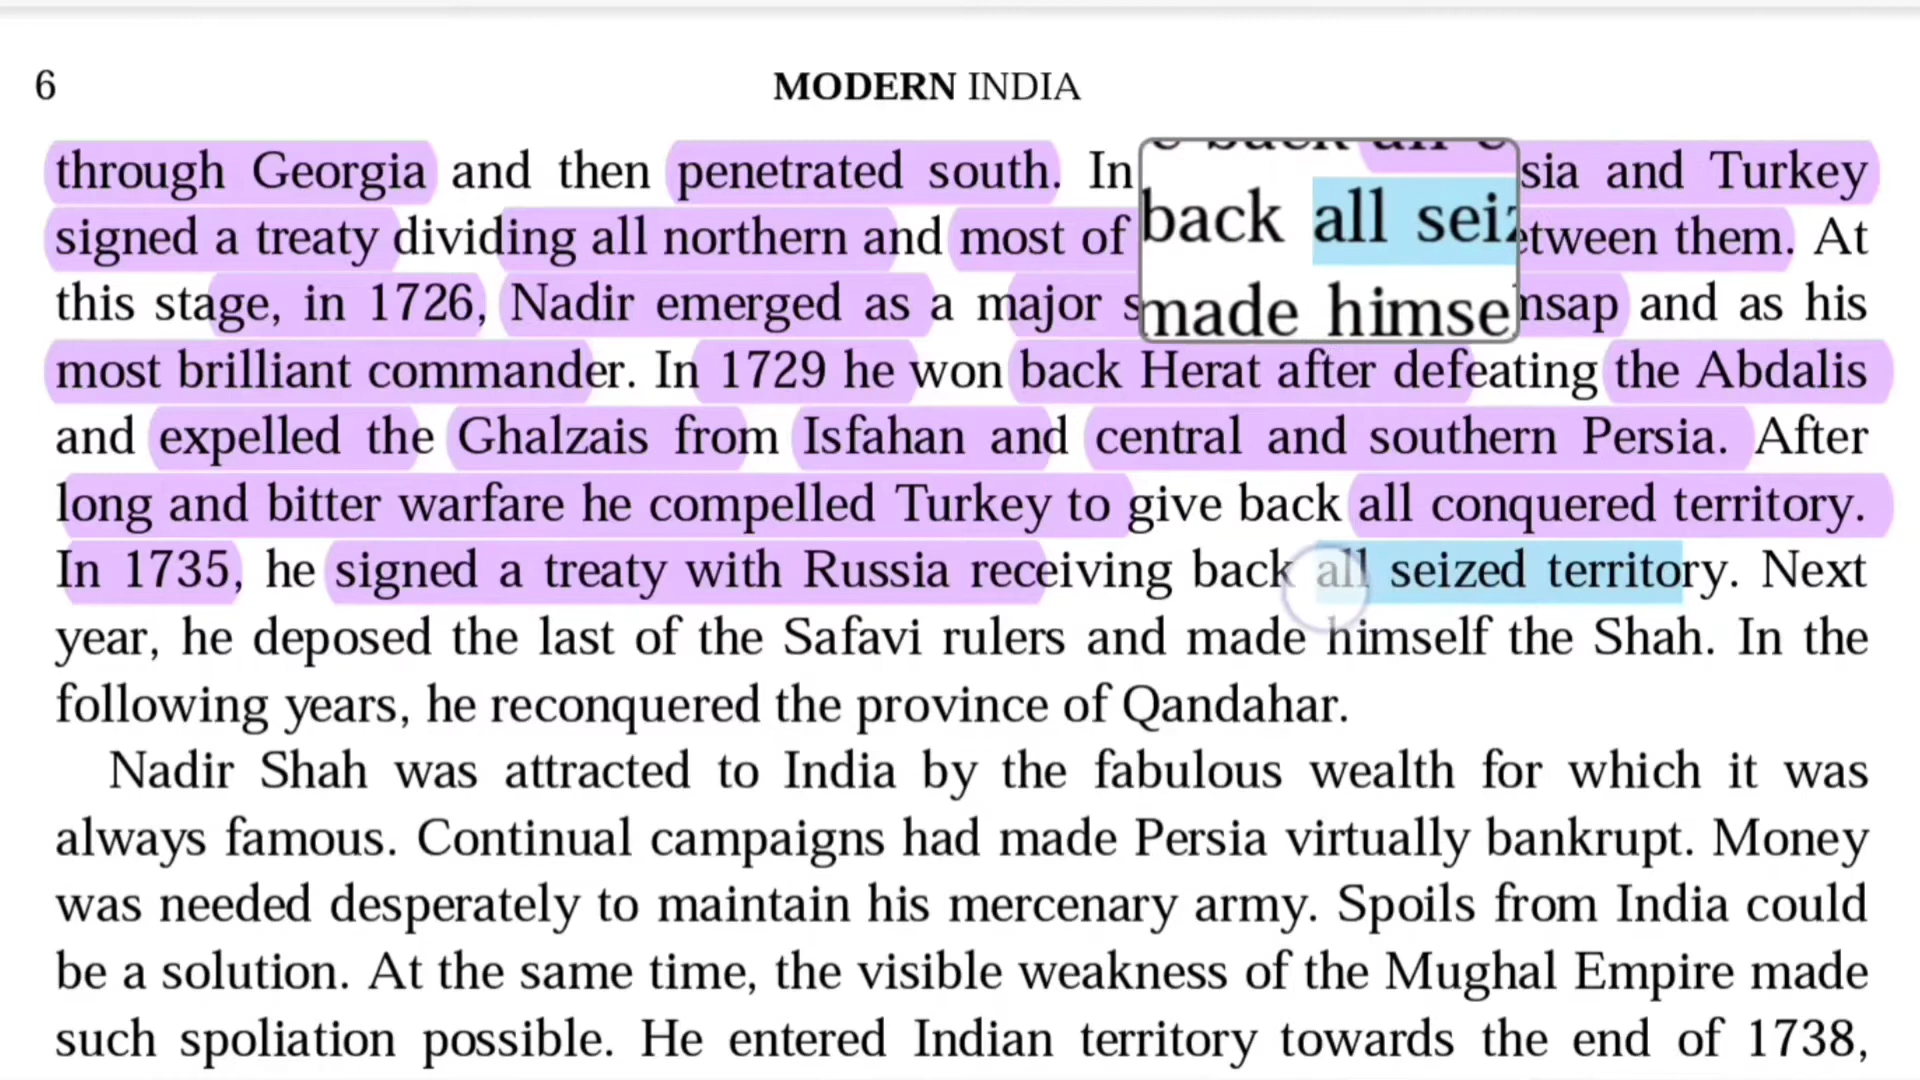 6
MODERN INDIA
through Georgia and then penetrated south. In sia and Turkey
signed a treaty dividing all northern and most of etween them. At
this stage, in 1726, Nadir emerged as a major s and as his
most brilliant commander. In 1729 he won back Herat after defeating the Abdalis
and expelled the Ghalzais from Isfahan and central and southern Persia. After
long and bitter warfare he compelled Turkey to give back all conquered territory.
In 1735, he signed a treaty with Russia receiving back all seized territory. Next
year, he deposed the last of the Safavi rulers and made himself the Shah. In the
following years, he reconquered the province of Qandahar.
Nadir Shah was attracted to India by the fabulous wealth for which it was
always famous. Continual campaigns had made Persia virtually bankrupt. Money
was needed desperately to maintain his mercenary army. Spoils from India could
be a solution. At the same time, the visible weakness of the Mughal Empire made
such spoliation possible. He entered Indian territory towards the end of 1738,
back all seiz
made himse